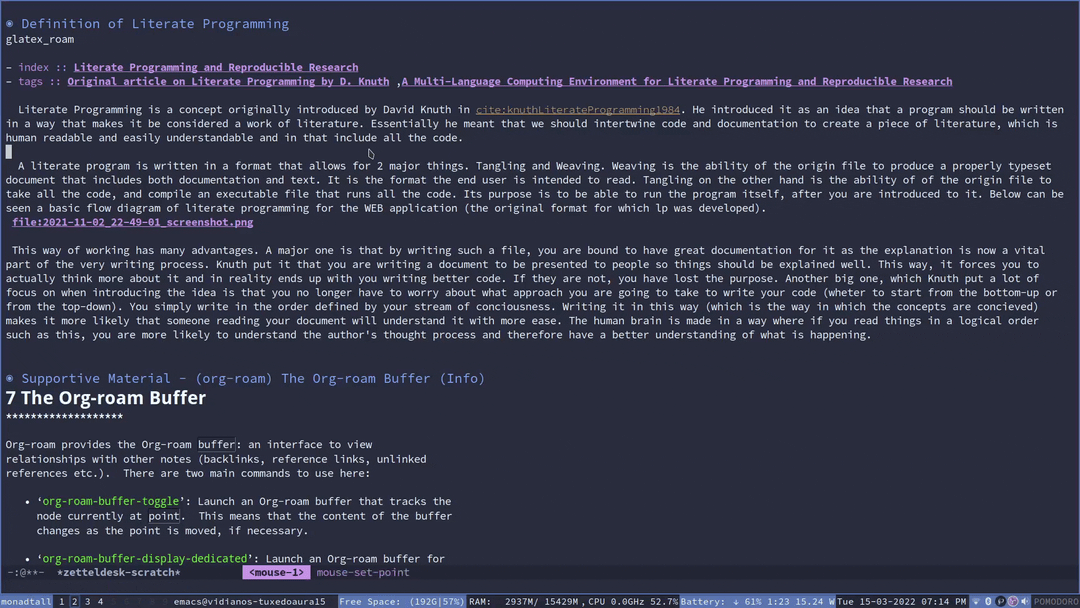 ◉ Definition of Literate Programming
glatex_roam
– index :: Literate Programming and Reproducible Research
– tags :: Original article on Literate Programming by D. Knuth ,A Multi-Language Computing Environment for Literate Programming and Reproducible Research
Literate Programming is a concept originally introduced by David Knuth in cite:knuthLiterateProgramming1984. He introduced it as an idea that a program should be written
in a way that makes it be considered a work of literature. Essentially he meant that we should intertwine code and documentation to create a piece of literature, which is
human readable and easily understandable and in that include all the code.
A literate program is written in a format that allows for 2 major things. Tangling and Weaving. Weaving is the ability of the origin file to produce a properly typeset
document that includes both documentation and text. It is the format the end user is intended to read. Tangling on the other hand is the ability of of the origin file to
take all the code, and compile an executable file that runs all the code. Its purpose is to be able to run the program itself, after you are introduced to it. Below can be
seen a basic flow diagram of literate programming for the WEB application (the original format for which lp was developed).
file:2021-11-02_22-49-01_screenshot.png
This way of working has many advantages. A major one is that by writing such a file, you are bound to have great documentation for it as the explanation is now a vital
part of the very writing process. Knuth put it that you are writing a document to be presented to people so things should be explained well. This way, it forces you to
actually think more about it and in reality ends up with you writing better code. If they are not, you have lost the purpose. Another big one, which Knuth put a lot of
focus on when introducing the idea is that you no longer have to worry about what approach you are going to take to write your code (wheter to start from the bottom-up or
from the top-down). You simply write in the order defined by your stream of conciousness. Writing it in this way (which is the way in which the concepts are concieved)
makes it more likely that someone reading your document will understand it with more ease. The human brain is made in a way where if you read things in a logical order
such as this, you are more likely to understand the author's thought process and therefore have a better understanding of what is happening.
◉ Supportive Material – (org-roam) The Org-roam Buffer (Info)
7 The Org-roam Buffer
*******************
Org-roam provides the Org-roam buffer: an interface to view
relationships with other notes (backlinks, reference links, unlinked
references etc.).  There are two main commands to use here:
• ‘org-roam-buffer-toggle’: Launch an Org-roam buffer that tracks the
node currently at point.  This means that the content of the buffer
changes as the point is moved, if necessary.
• ‘org-roam-buffer-display-dedicated’: Launch an Org-roam buffer for
-:@**- *zetteldesk-scratch* <mouse-1> mouse-set-point
monadtall 1 2 3 4 emacs@vidianos-tuxedoaura15 Free Space: (192G|57%) RAM: 2937M/ 15429M, CPU 0.0GHz 52.7% Battery: ↓ 61% 1:23 15.24 W Tue 15-03-2022 07:14 PM POMODORO